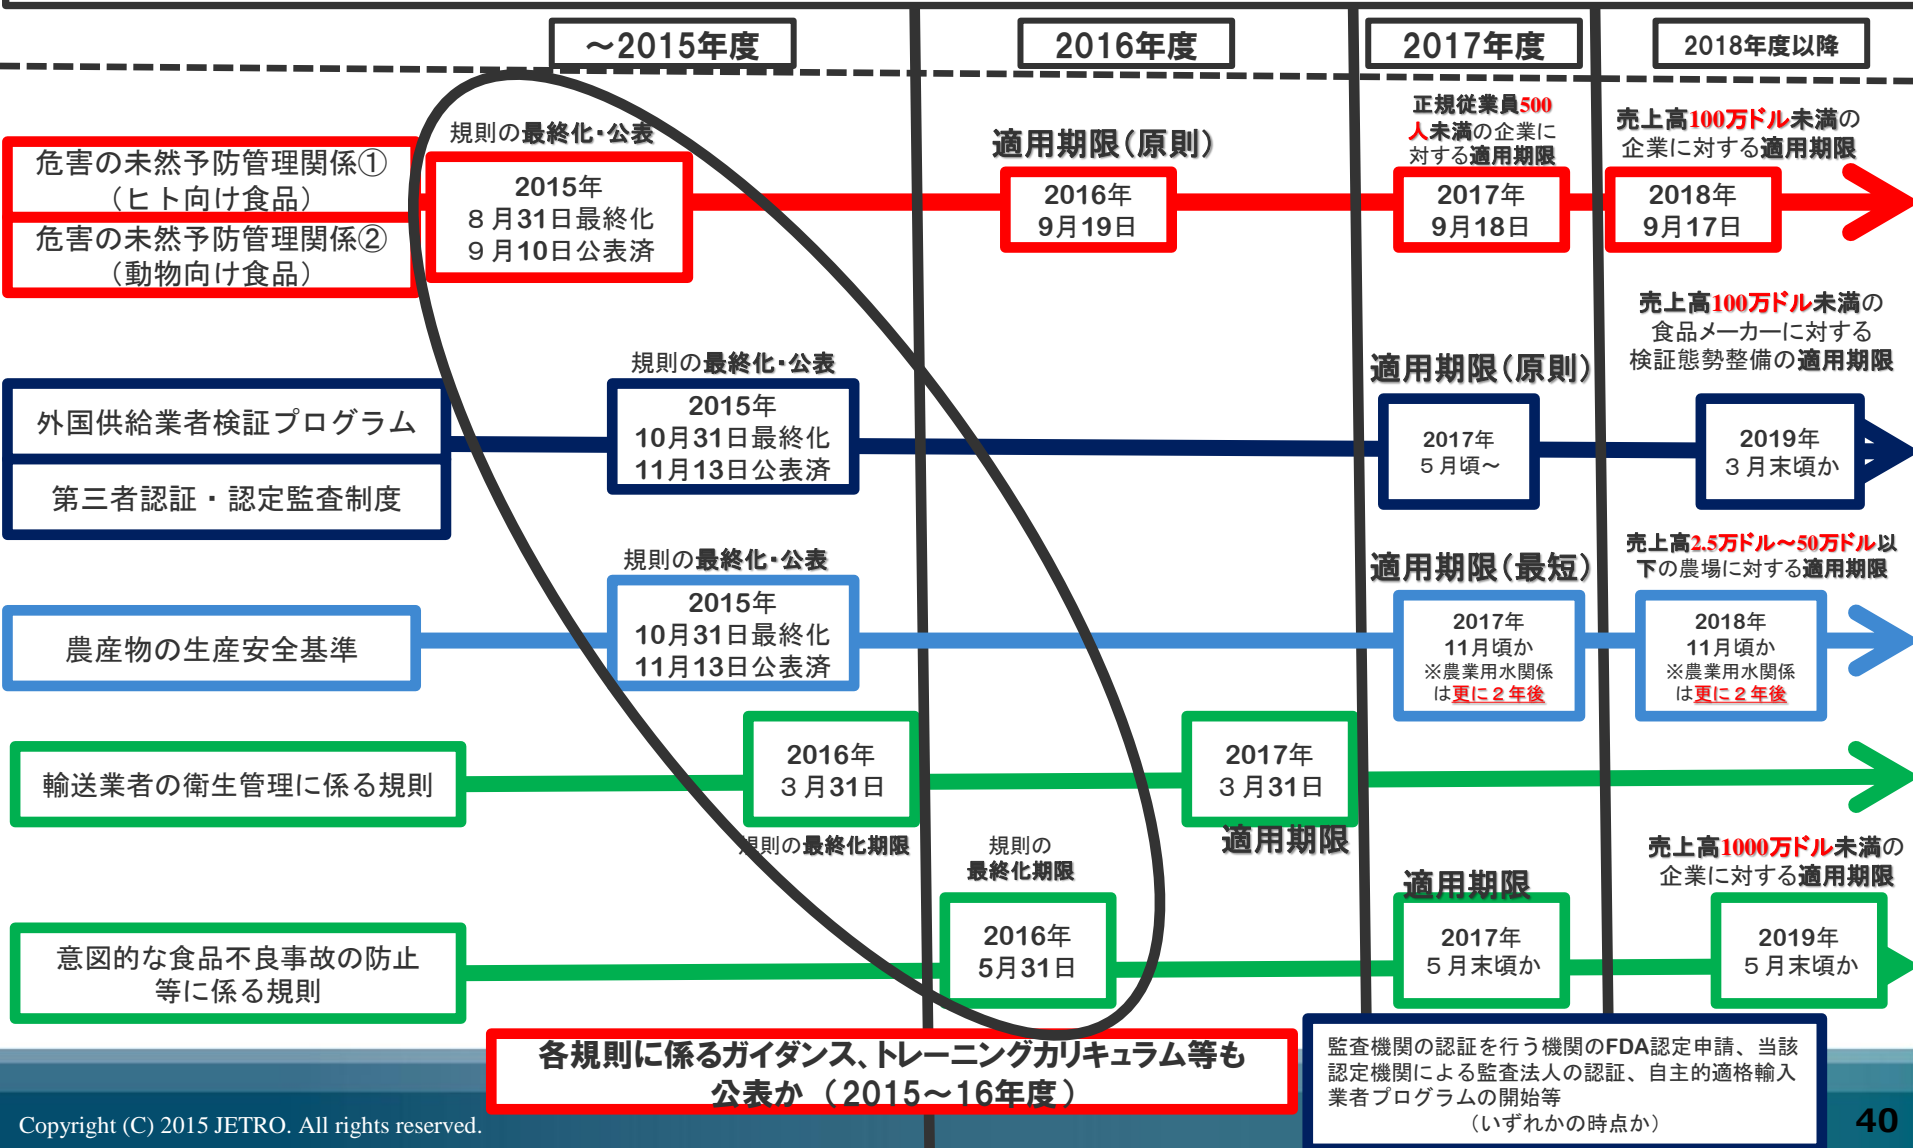 ～2015年度
2016年度
2017年度
2018年度以降
危害の未然予防管理関係①
（ヒト向け食品）
危害の未然予防管理関係②
（動物向け食品）
規則の最終化・公表
2015年
８月31日最終化
９月10日公表済
適用期限（原則）
2016年
9月19日
正規従業員500
人未満の企業に
対する適用期限
2017年
9月18日
売上高100万ドル未満の
企業に対する適用期限
2018年
9月17日
外国供給業者検証プログラム
第三者認証・認定監査制度
規則の最終化・公表
2015年
10月31日最終化
11月13日公表済
適用期限（原則）
2017年
５月頃～
売上高100万ドル未満の
食品メーカーに対する
検証態勢整備の適用期限
2019年
３月末頃か
農産物の生産安全基準
規則の最終化・公表
2015年
10月31日最終化
11月13日公表済
適用期限（最短）
2017年
11月頃か
※農業用水関係
は更に２年後
売上高2.5万ドル～50万ドル以
下の農場に対する適用期限
2018年
11月頃か
※農業用水関係
は更に２年後
輸送業者の衛生管理に係る規則
2016年
３月31日
規則の最終化期限
2017年
３月31日
適用期限
意図的な食品不良事故の防止
等に係る規則
規則の
最終化期限
2016年
5月31日
適用期限
2017年
５月末頃か
売上高1000万ドル未満の
企業に対する適用期限
2019年
５月末頃か
各規則に係るガイダンス、トレーニングカリキュラム等も
公表か（2015～16年度）
監査機関の認証を行う機関のFDA認定申請、当該
認定機関による監査法人の認証、自主的適格輸入
業者プログラムの開始等
（いずれかの時点か）
Copyright (C) 2015 JETRO. All rights reserved.
40